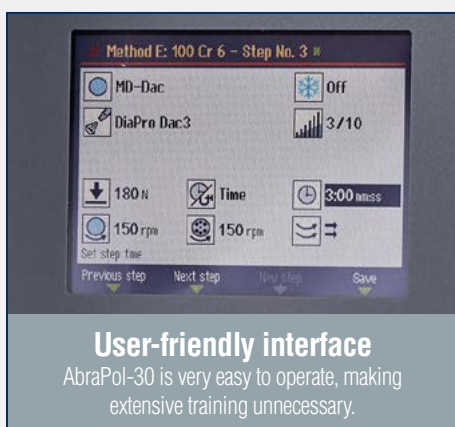 Method E: 100 Cr 6 – Step No. 3 *
MD–Dac Off
DiaPro Dac3 3/10
180 N Time 3:00 mm:ss
150 rpm 150 rpm
Set step time
Previous step Next step New step Save
User-friendly interface
AbraPol-30 is very easy to operate, making
extensive training unnecessary.